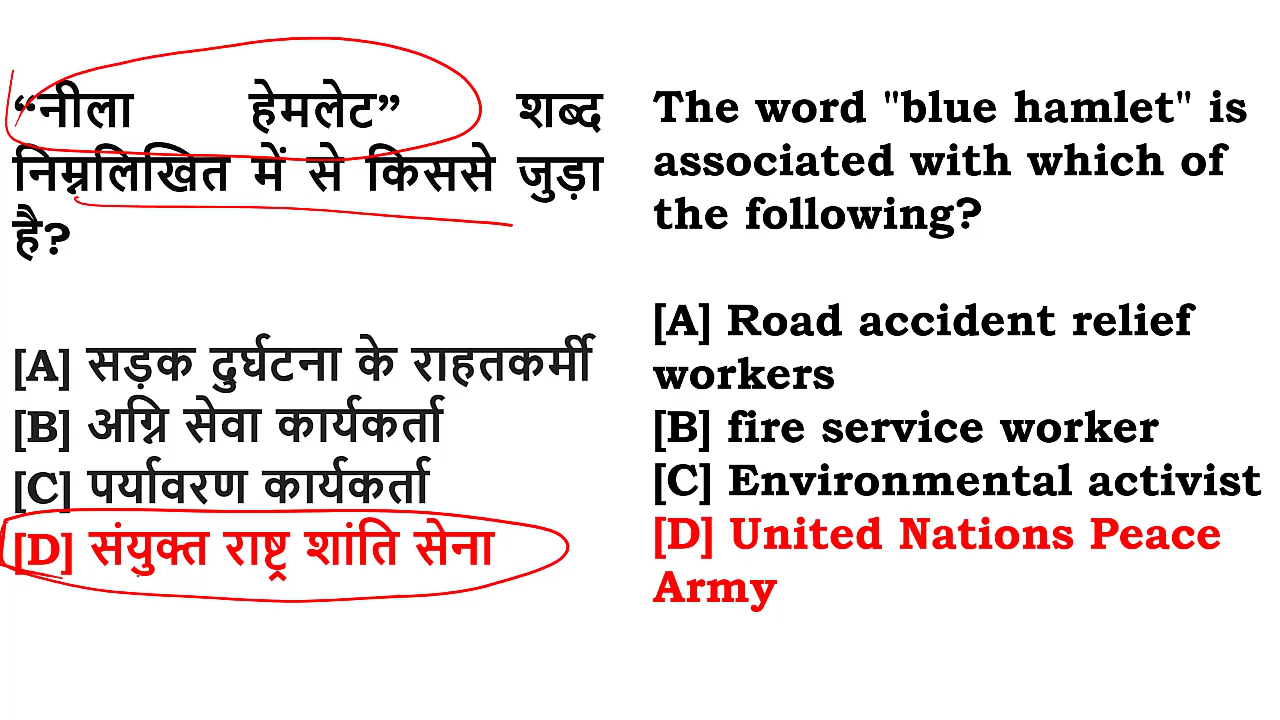 “नीला हेमलेट” शब्द
निम्नलिखित में से किससे जुड़ा
है?
[A] सड़क दुर्घटना के राहतकर्मी
[B] अग्नि सेवा कार्यकर्ता
[C] पर्यावरण कार्यकर्ता
[D] संयुक्त राष्ट्र शांति सेना
The word "blue hamlet" is
associated with which of
the following?
[A] Road accident relief
workers
[B] fire service worker
[C] Environmental activist
[D] United Nations Peace
Army